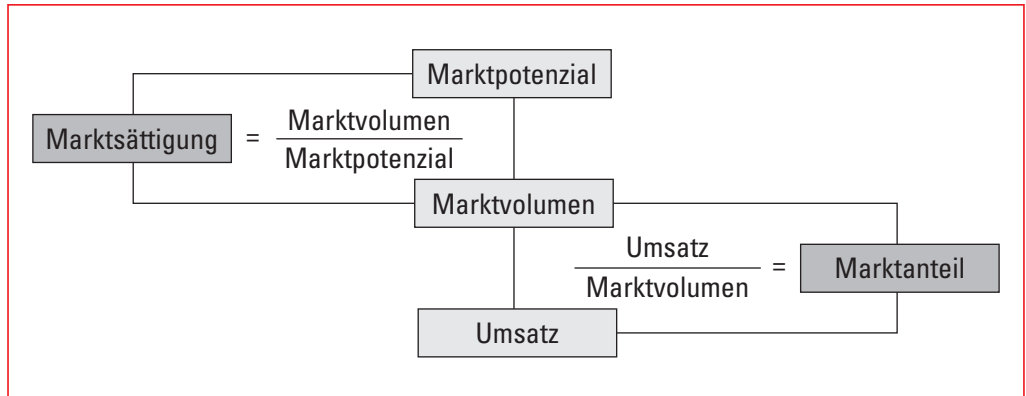 Marktpotenzial
Marktsättigung = Marktvolumen
Marktpotenzial
Marktvolumen
Umsatz
Marktvolumen = Marktanteil
Umsatz